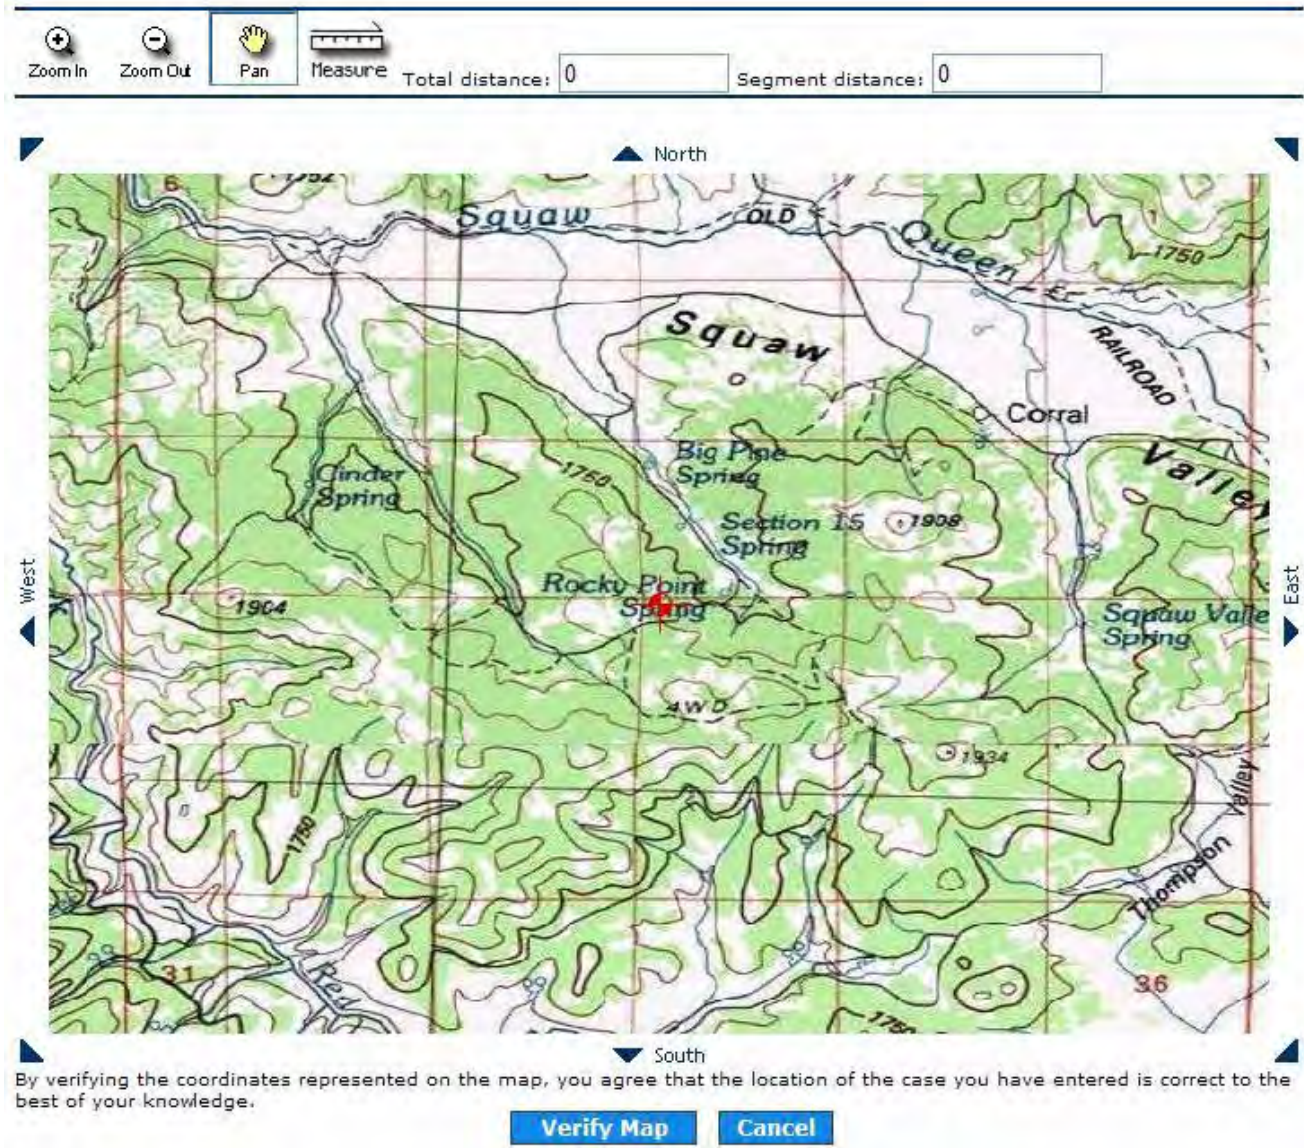 Zoom In
Zoom Out
Pan
Measure
Total distance: 0
Segment distance: 0
North
6
1752
Squaw
OLD
Queen
1
1750
Squaw
RAILROAD
Corral
Valley
Cinder
Spring
1750
Big Pine
Spring
Section 15
Spring
1908
West
East
Rocky Point
Spring
1904
Squaw Valle
Spring
4WD
1934
1750
Valley
Thompson
31
Red
36
1750
South
By verifying the coordinates represented on the map, you agree that the location of the case you have entered is correct to the
best of your knowledge.
Verify Map
Cancel